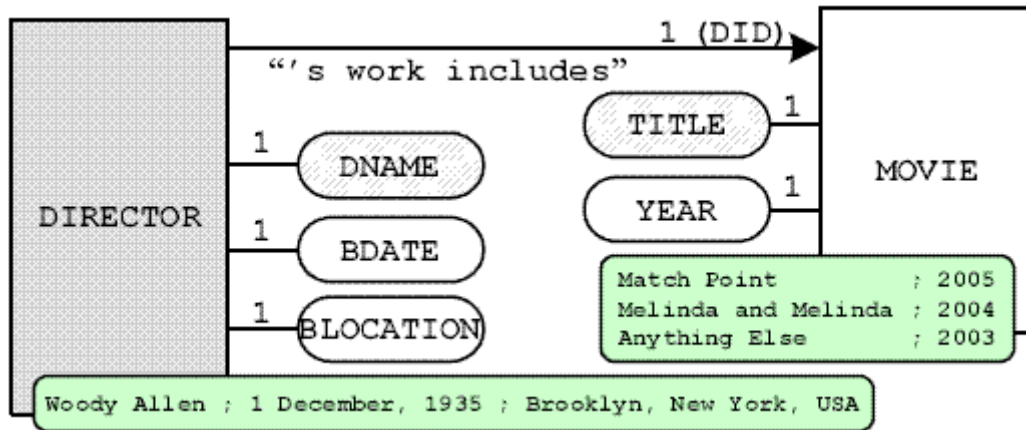 1 (DID)
“'s work includes”
DIRECTOR
1
DNAME
1
BDATE
1
BLOCATION
1
TITLE
1
YEAR
MOVIE
Match Point ; 2005
Melinda and Melinda ; 2004
Anything Else ; 2003
Woody Allen ; 1 December, 1935 ; Brooklyn, New York, USA